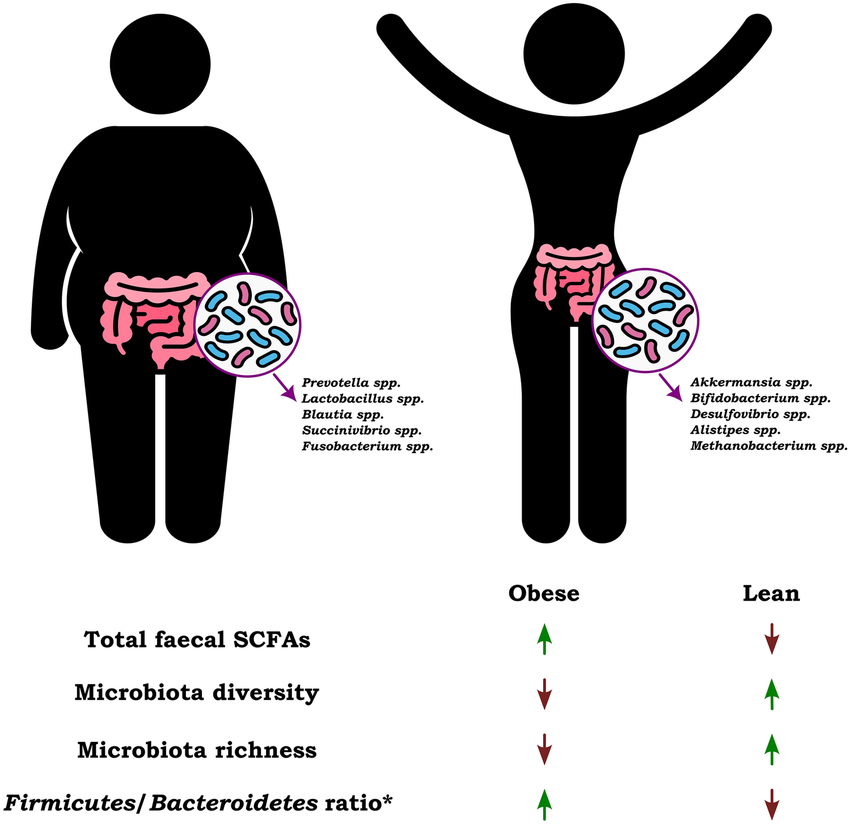 Prevotella spp.
Lactobacillus spp.
Blautia spp.
Succinivibrio spp.
Fusobacterium spp.
Akkermansia spp.
Bifidobacterium spp.
Desulfovibrio spp.
Alistipes spp.
Methanobacterium spp.
Obese Lean
Total faecal SCFAs
Microbiota diversity
Microbiota richness
Firmicutes/Bacteroidetes ratio*